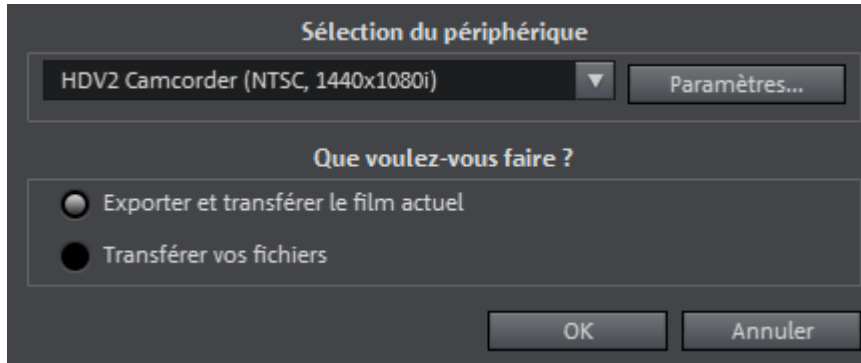 Sélection du périphérique
HDV2 Camcorder (NTSC, 1440x1080i)
Paramètres...
Que voulez-vous faire ?
Exporter et transférer le film actuel
Transférer vos fichiers
OK
Annuler